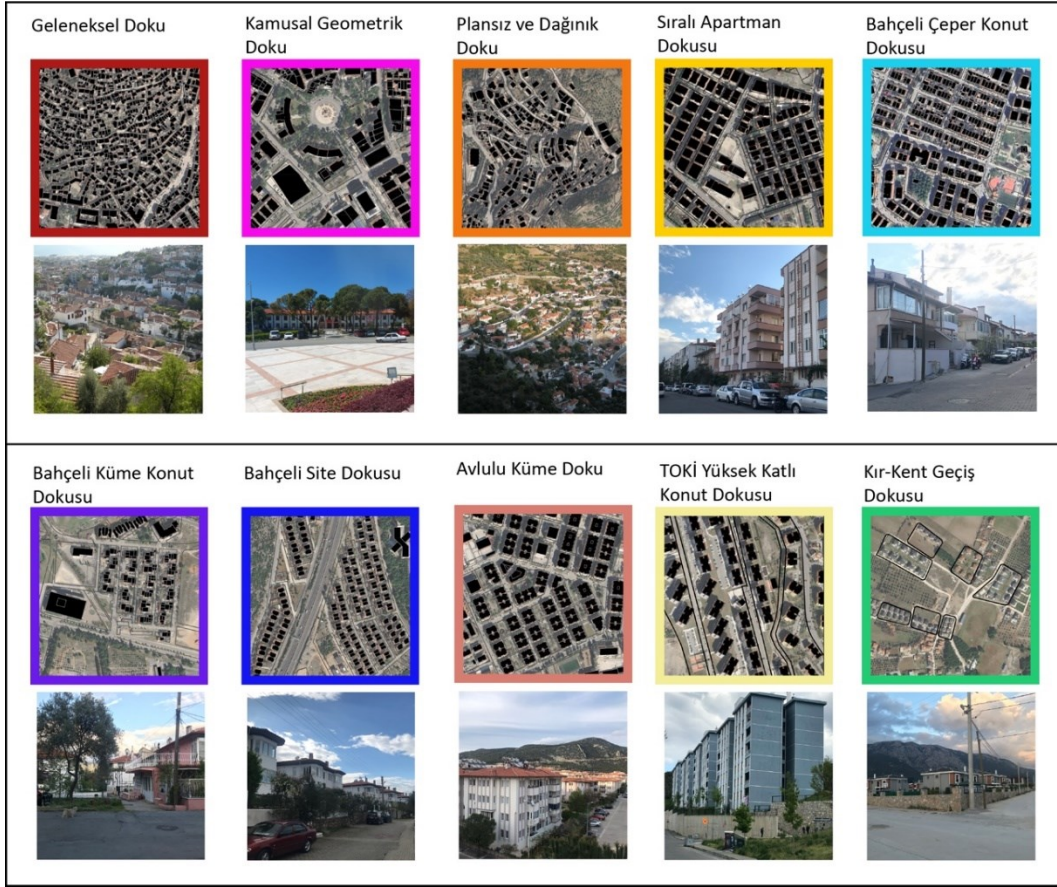 Geleneksel Doku
Kamusal Geometrik
Doku
Plansız ve Dağınık
Doku
Sıralı Apartman
Dokusu
Bahçeli Çeper Konut
Dokusu
Bahçeli Küme Konut
Dokusu
Bahçeli Site Dokusu
Avlulu Küme Doku
TOKİ Yüksek Katlı
Konut Dokusu
Kır-Kent Geçiş
Dokusu